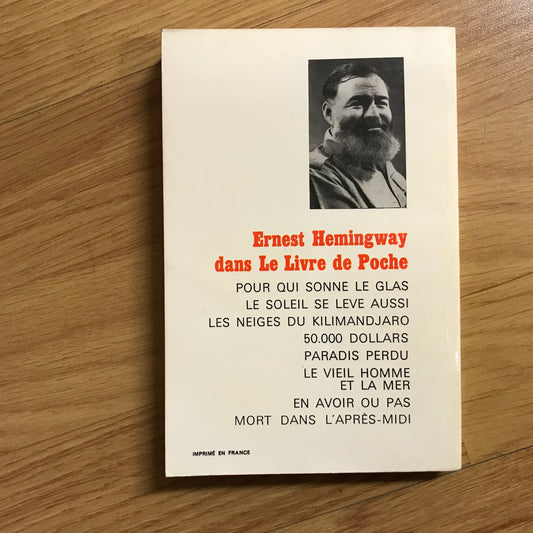 Ernest Hemingway
dans Le Livre de Poche
POUR QUI SONNE LE GLAS
LE SOLEIL SE LEVE AUSSI
LES NEIGES DU KILIMANDJARO
50.000 DOLLARS
PARADIS PERDU
LE VIEIL HOMME
ET LA MER
EN AVOIR OU PAS
MORT DANS L'APRÈS-MIDI
IMPRIMÉ EN FRANCE